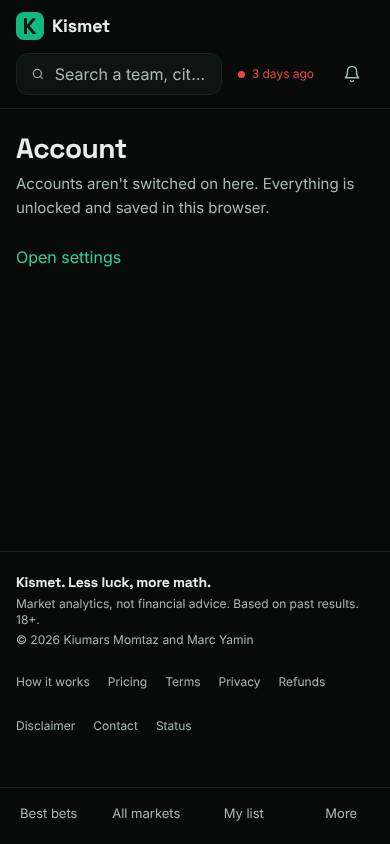 K Kismet
Search a team, cit...
3 days ago
Account
Accounts aren't switched on here. Everything is
unlocked and saved in this browser.
Open settings
Kismet. Less luck, more math.
Market analytics, not financial advice. Based on past results.
18+.
© 2026 Kiumars Momtaz and Marc Yamin
How it works Pricing Terms Privacy Refunds
Disclaimer Contact Status
Best bets All markets My list More